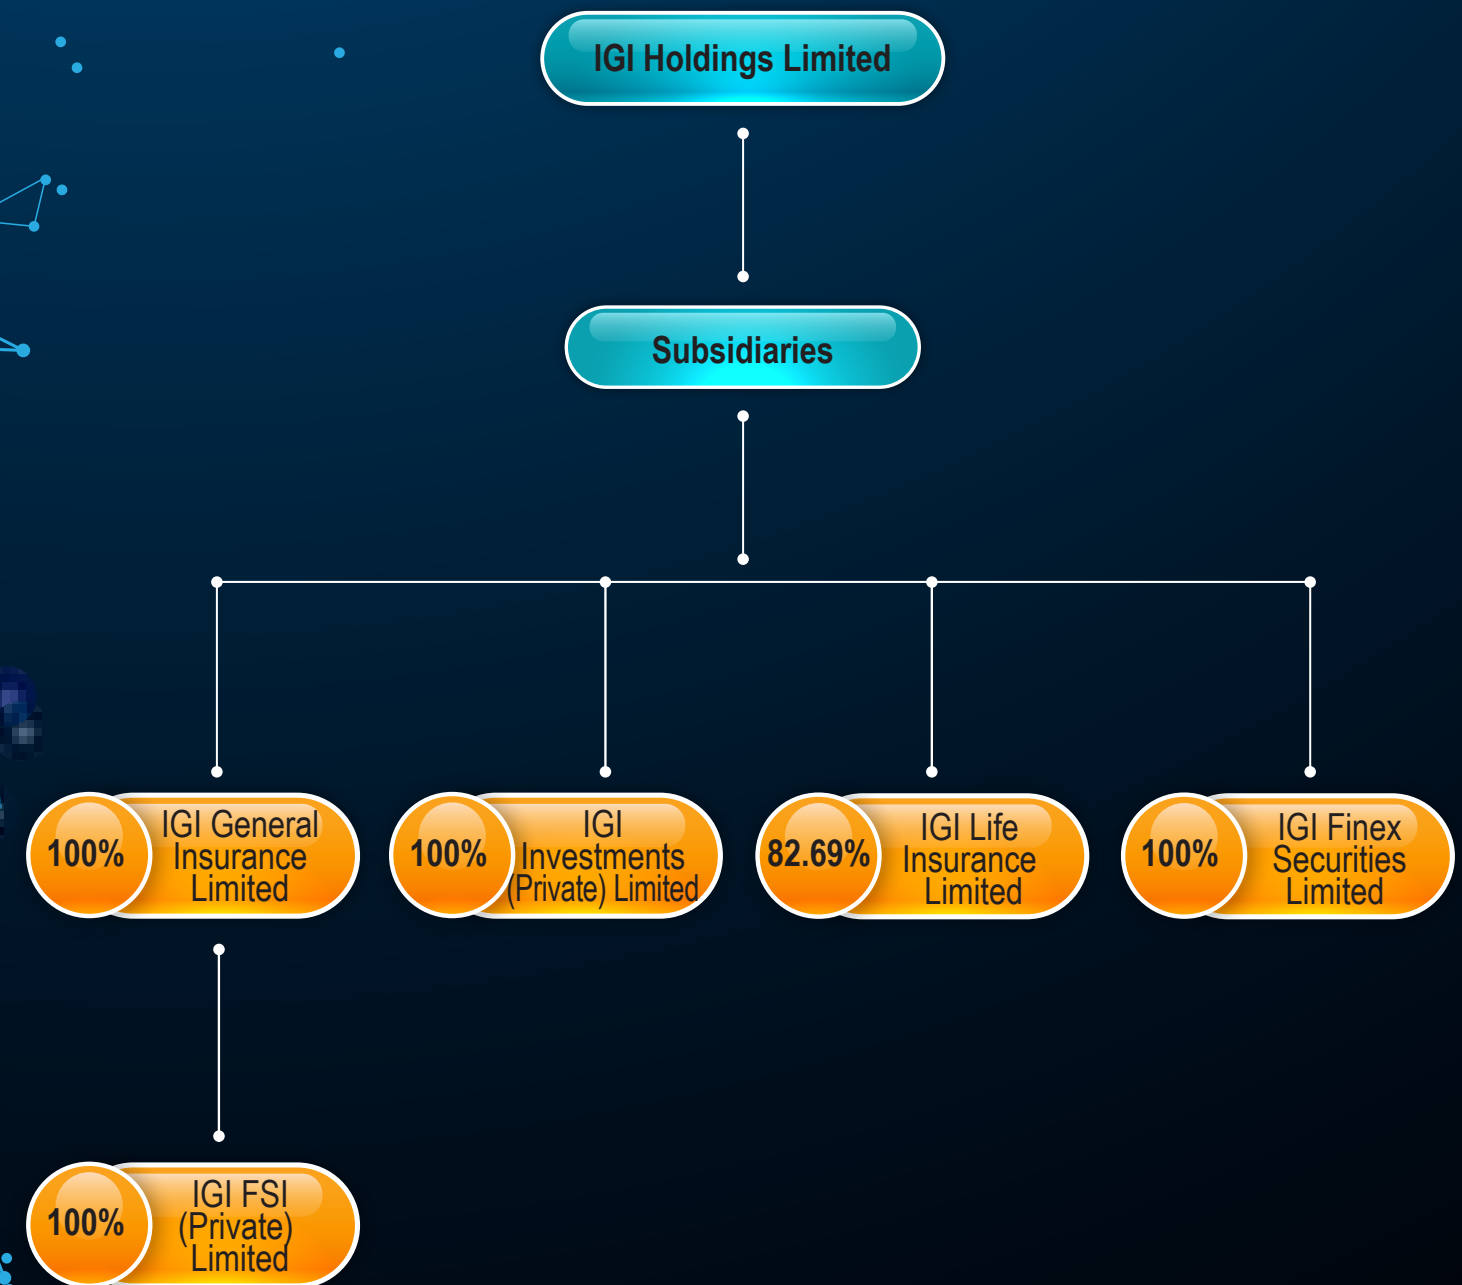 IGI Holdings Limited
Subsidiaries
100%
IGI General
Insurance
Limited
100%
IGI
Investments
(Private) Limited
82.69%
IGI Life
Insurance
Limited
100%
IGI Finex
Securities
Limited
100%
IGI FSI
(Private)
Limited